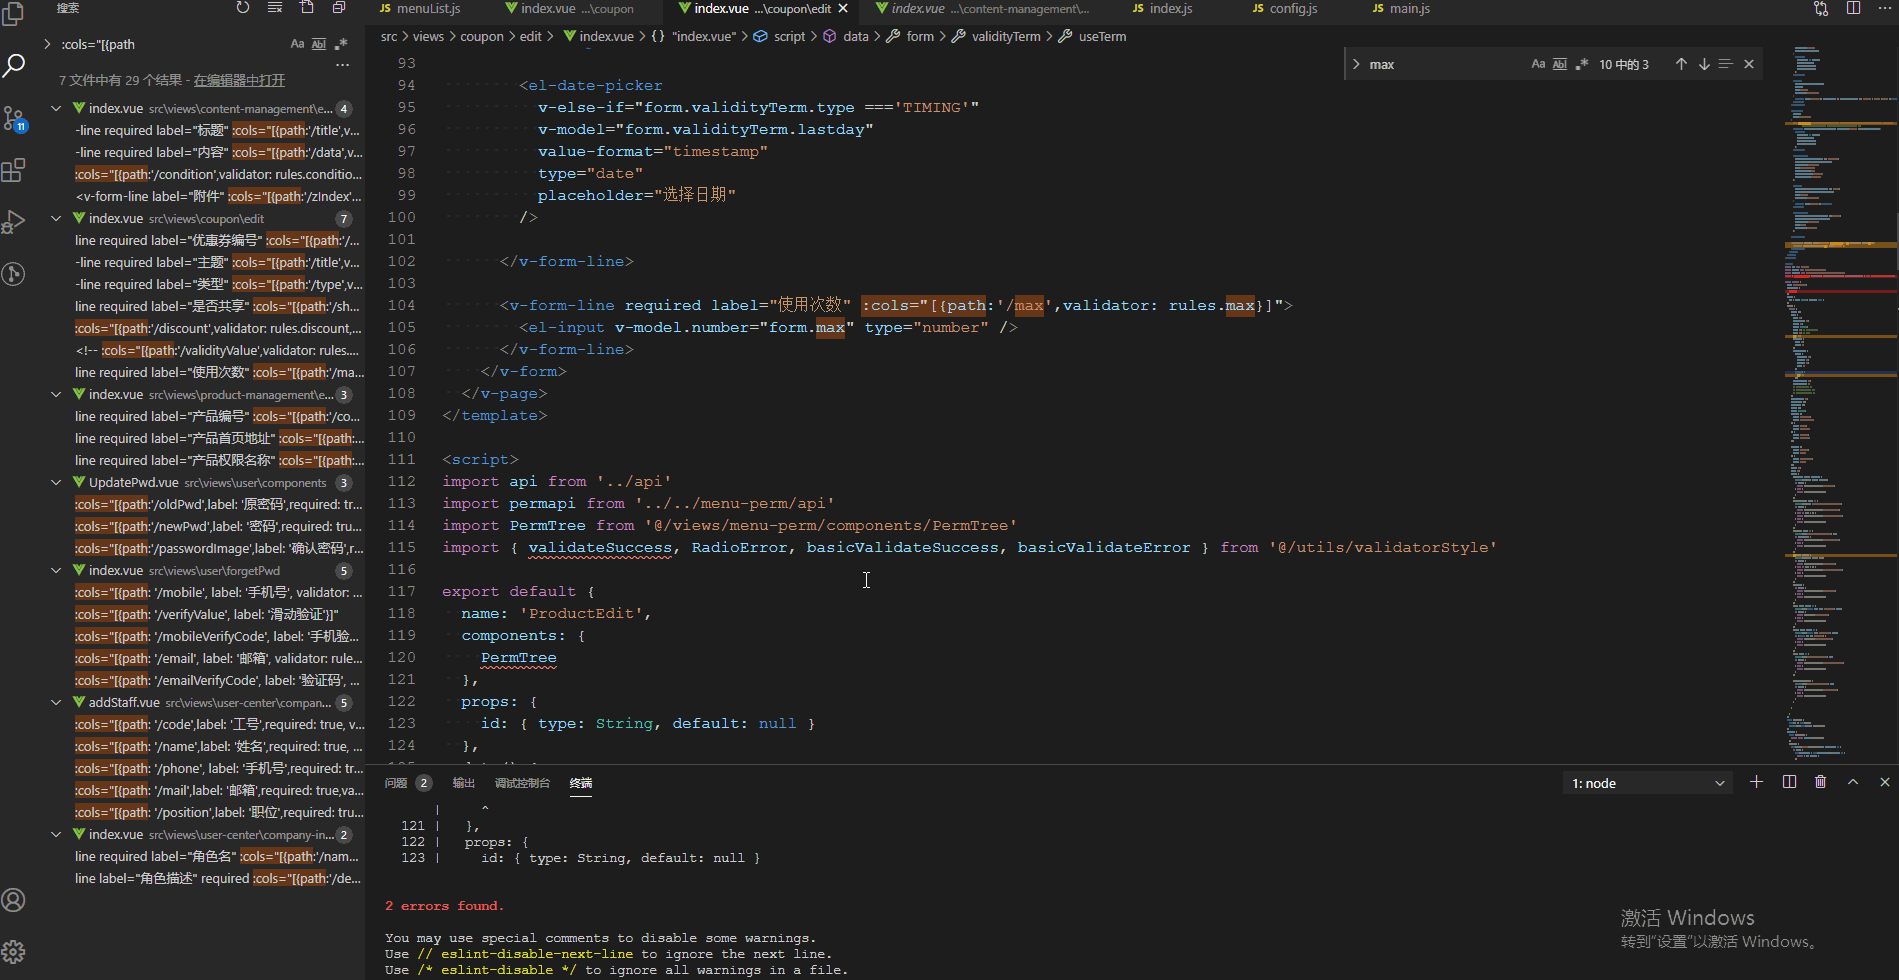 搜索
menuList.js
index.vue ...\coupon
index.vue ...\coupon\edit
index.vue ...\content-management\...
index.js
config.js
main.js
:cols="[{path
7 文件中有 29 个结果 - 在编辑器中打开
index.vue src\views\content-management\e... 4
-line required label="标题" :cols="[{path:'/title',v...
-line required label="内容" :cols="[{path:'/data',v...
:cols="[{path:'/condition',validator: rules.conditio...
<v-form-line label="附件" :cols="[{path:'/zIndex'...
index.vue src\views\coupon\edit 7
line required label="优惠券编号" :cols="[{path:'/...
-line required label="主题" :cols="[{path:'/title',v...
-line required label="类型" :cols="[{path:'/type',v...
line required label="是否共享" :cols="[{path:'/sh...
:cols="[{path:'/discount',validator: rules.discount,...
<!-- :cols="[{path:'/validityValue',validator: rules....
line required label="使用次数" :cols="[{path:'/ma...
index.vue src\views\product-management\e... 3
line required label="产品编号" :cols="[{path:'/co...
line required label="产品首页地址" :cols="[{path:...
line required label="产品权限名称" :cols="[{path:...
UpdatePwd.vue src\views\user\components 3
:cols="[{path:'/oldPwd',label: '原密码',required: tr...
:cols="[{path:'/newPwd',label: '密码',required: tru...
:cols="[{path:'/passwordImage',label: '确认密码',r...
index.vue src\views\user\forgetPwd 5
:cols="[{path: '/mobile', label: '手机号', validator: ...
:cols="[{path: '/verifyValue', label: '滑动验证'}]"
:cols="[{path: '/mobileVerifyCode', label: '手机验...
:cols="[{path: '/email', label: '邮箱', validator: rule...
:cols="[{path: '/emailVerifyCode', label: '验证码', ...
addStaff.vue src\views\user-center\compan... 5
:cols="[{path: '/code',label: '工号',required: true, v...
:cols="[{path: '/name',label: '姓名',required: true, ...
:cols="[{path: '/phone', label: '手机号',required: tr...
:cols="[{path: '/mail',label: '邮箱',required: true,va...
:cols="[{path: '/position',label: '职位',required: tru...
index.vue src\views\user-center\company-in... 2
line required label="角色名" :cols="[{path:'/nam...
line label="角色描述" required :cols="[{path:'/de...
src > views > coupon > edit > index.vue > {} "index.vue" > script > data > form > validityTerm > useTerm
max
Aa Abl .* 10 中的 3
93
94 <el-date-picker
95 v-else-if="form.validityTerm.type ==='TIMING'"
96 v-model="form.validityTerm.lastday"
97 value-format="timestamp"
98 type="date"
99 placeholder="选择日期"
100 />
101
102 </v-form-line>
103
104 <v-form-line required label="使用次数" :cols="[{path:'/max',validator: rules.max}]">
105 <el-input v-model.number="form.max" type="number" />
106 </v-form-line>
107 </v-form>
108 </v-page>
109 </template>
110
111 <script>
112 import api from '../api'
113 import permapi from '../../menu-perm/api'
114 import PermTree from '@/views/menu-perm/components/PermTree'
115 import { validateSuccess, RadioError, basicValidateSuccess, basicValidateError } from '@/utils/validatorStyle'
116
117 export default {
118 name: 'ProductEdit',
119 components: {
120 PermTree
121 },
122 props: {
123 id: { type: String, default: null }
124 },
问题 2 输出 调试控制台 终端
1: node
| ^
121 | },
122 | props: {
123 | id: { type: String, default: null }
2 errors found.
You may use special comments to disable some warnings.
Use // eslint-disable-next-line to ignore the next line.
Use /* eslint-disable */ to ignore all warnings in a file.
11
激活 Windows
转到"设置"以激活 Windows。